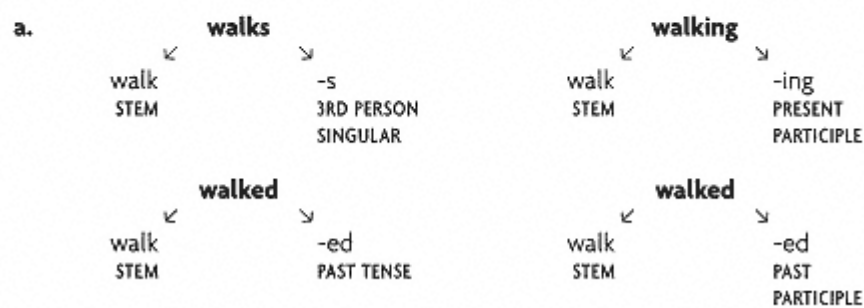 a. walks walking
walk -s walk -ing
STEM 3RD PERSON STEM PRESENT
SINGULAR PARTICIPLE
walked walked
walk -ed walk -ed
STEM PAST TENSE STEM PAST
PARTICIPLE